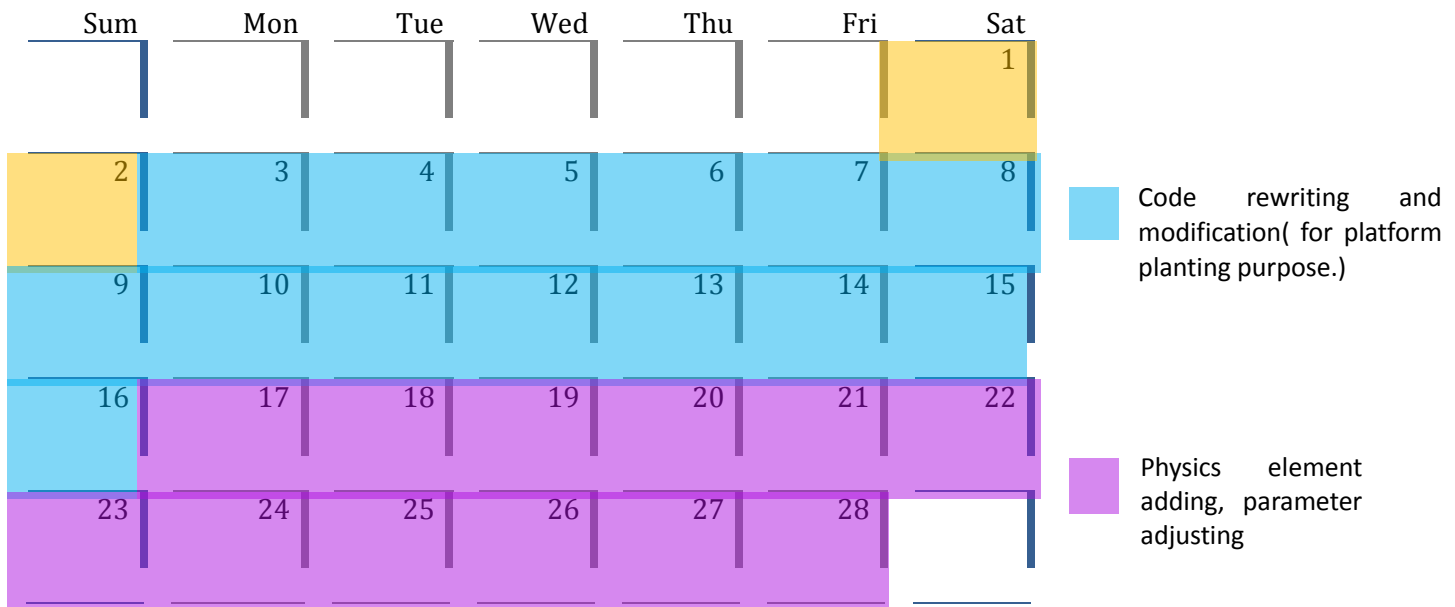 Sum Mon Tue Wed Thu Fri Sat
1
2 3 4 5 6 7 8
9 10 11 12 13 14 15
16 17 18 19 20 21 22
23 24 25 26 27 28
Code rewriting and
modification( for platform
planting purpose.)
Physics element
adding, parameter
adjusting